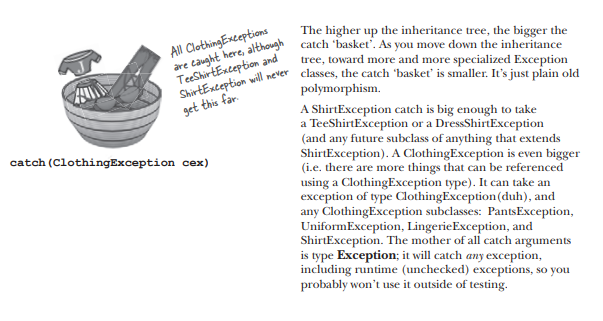 All ClothingExceptions
are caught here, although
TeeShirtException and
ShirtException will never
get this far.
catch(ClothingException cex)
The higher up the inheritance tree, the bigger the
catch ‘basket’. As you move down the inheritance
tree, toward more and more specialized Exception
classes, the catch ‘basket’ is smaller. It’s just plain old
polymorphism.
A ShirtException catch is big enough to take
a TeeShirtException or a DressShirtException
(and any future subclass of anything that extends
ShirtException). A ClothingException is even bigger
(i.e. there are more things that can be referenced
using a ClothingException type). It can take an
exception of type ClothingException(duh), and
any ClothingException subclasses: PantsException,
UniformException, LingerieException, and
ShirtException. The mother of all catch arguments
is type Exception; it will catch any exception,
including runtime (unchecked) exceptions, so you
probably won’t use it outside of testing.